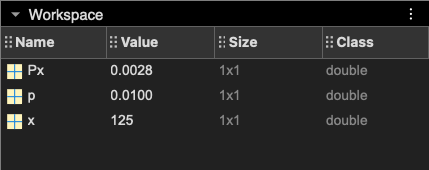 Workspace
Name Value Size Class
Px 0.0028 1x1 double
p 0.0100 1x1 double
x 125 1x1 double